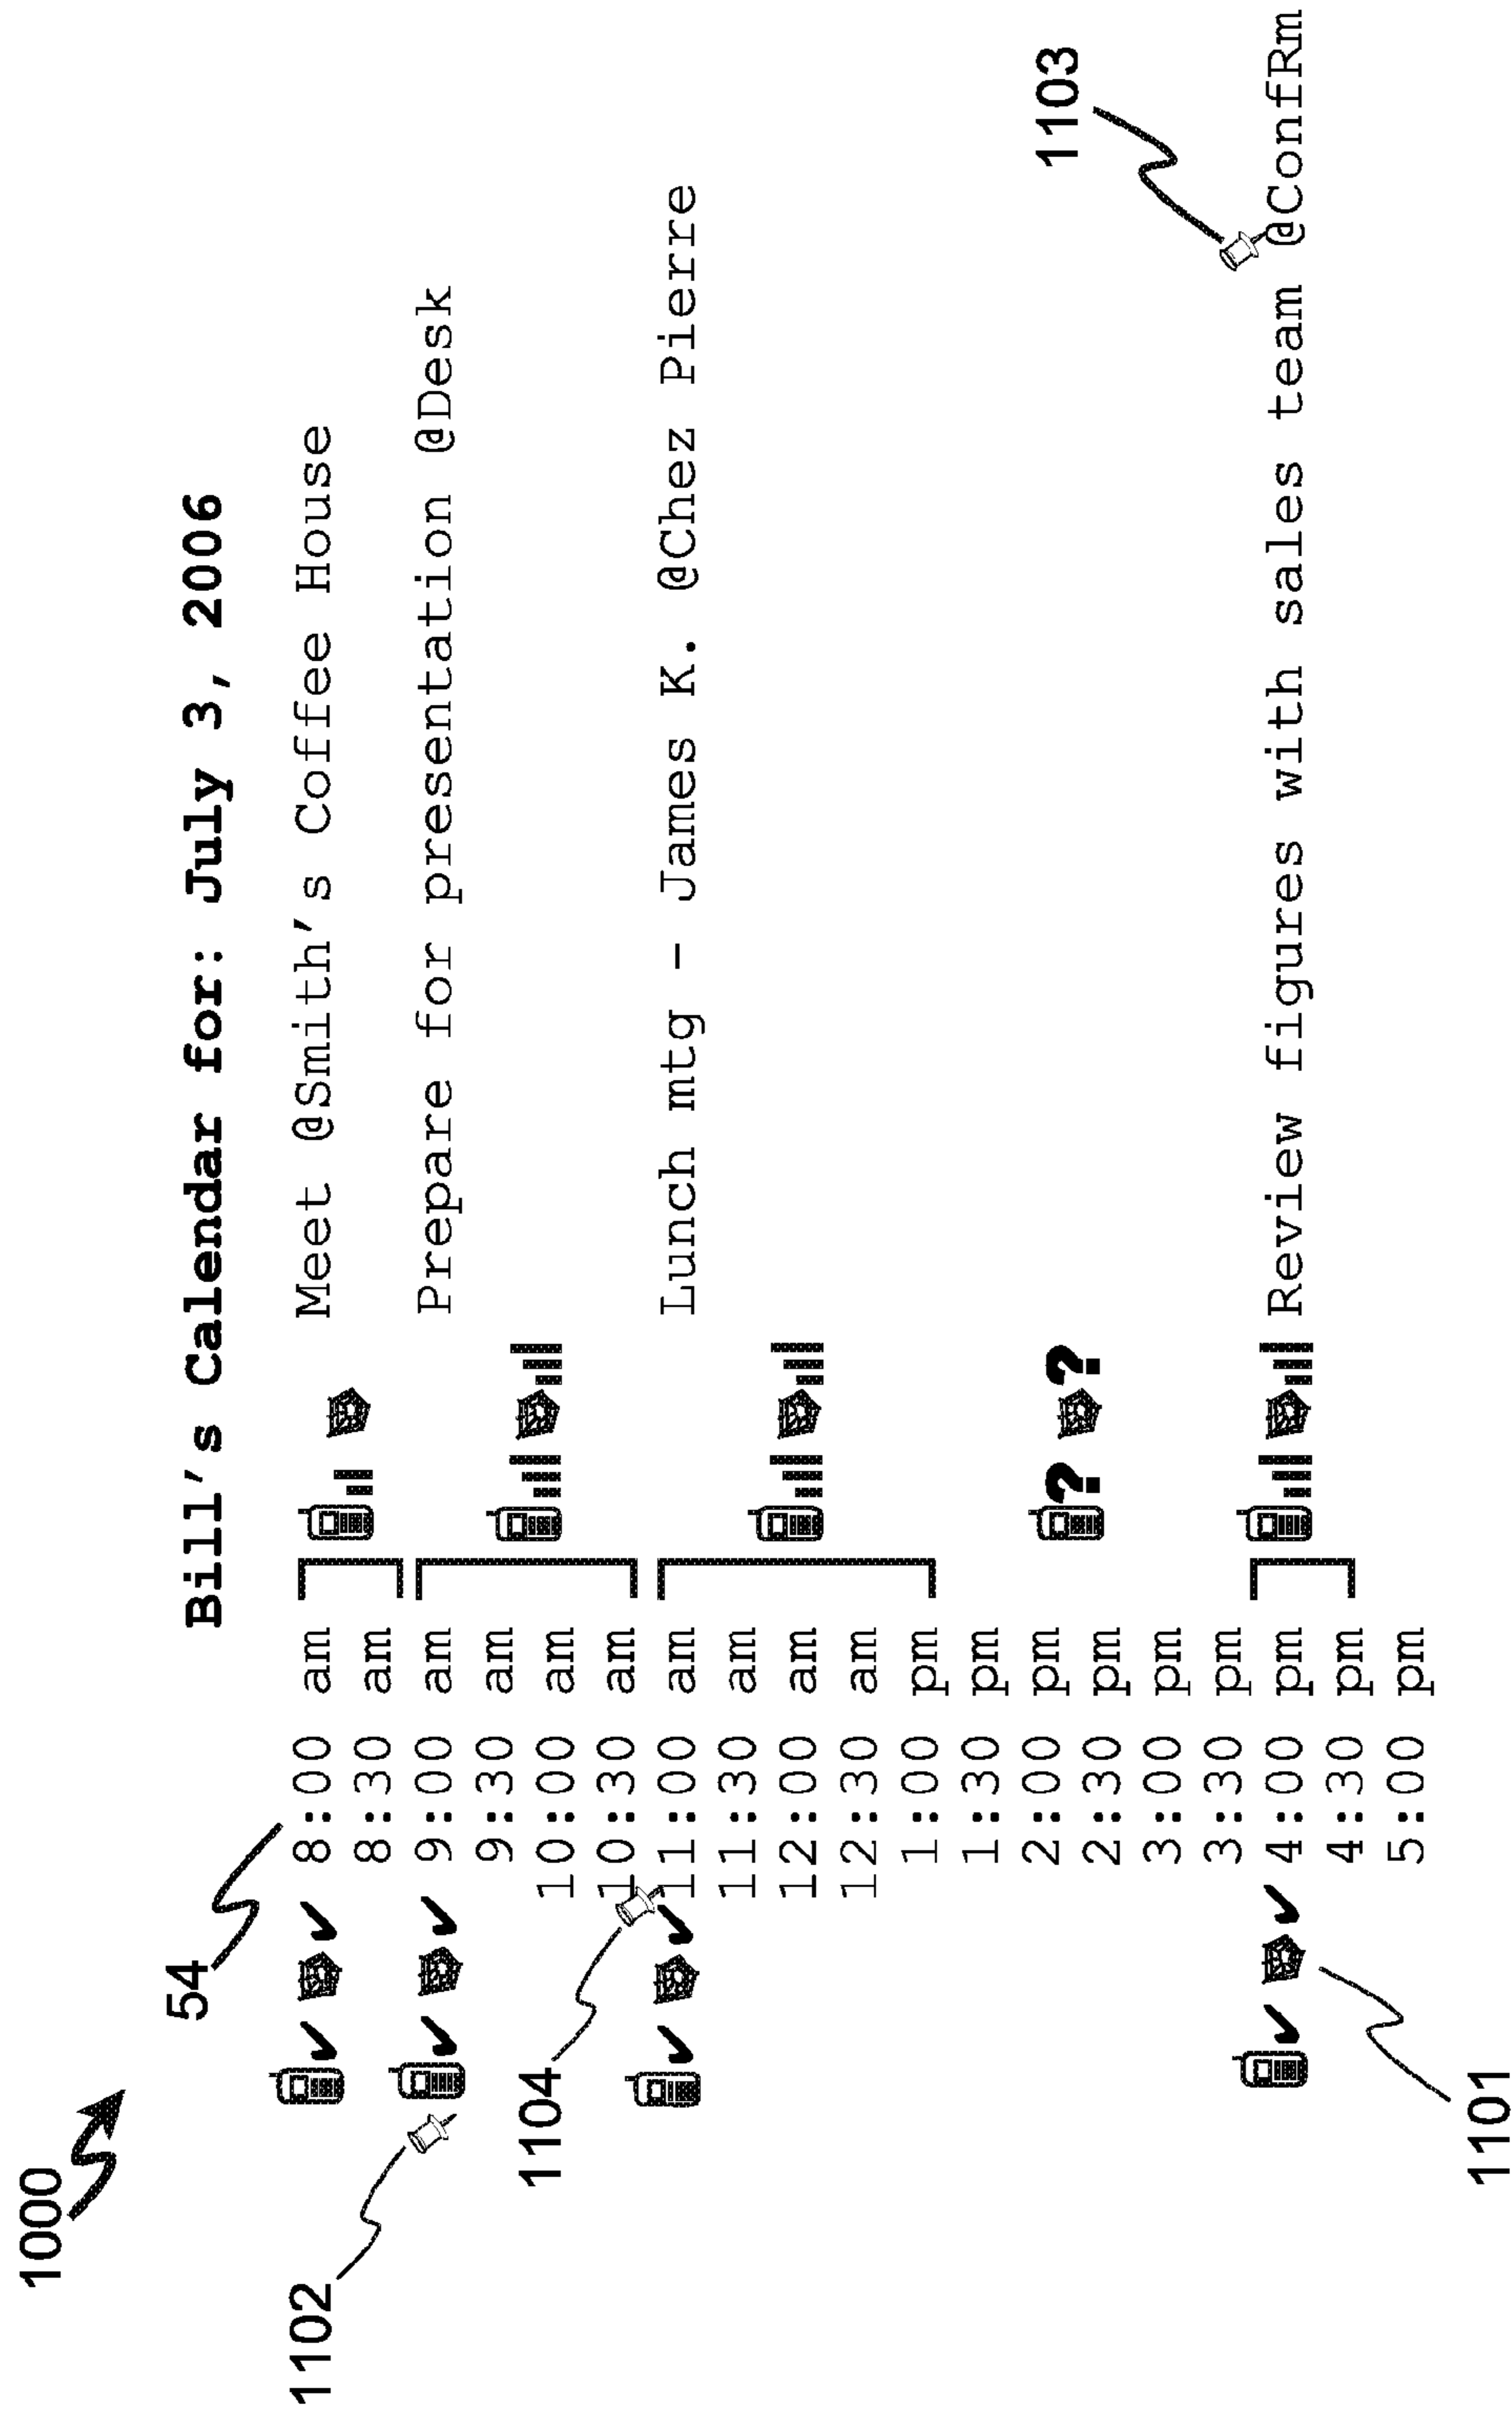 1000
54
Bill's Calendar for: July 3, 2006
8:00 am Meet @Smith's Coffee House
8:30 am
1102
9:00 am Prepare for presentation @Desk
9:30 am
10:00 am
10:30 am
1104
11:00 am Lunch mtg - James K. @Chez Pierre
11:30 am
12:00 am
12:30 am
1:00 pm
1:30 pm
2:00 pm ? ?
2:30 pm
3:00 pm
3:30 pm
1103
4:00 pm Review figures with sales team @ConfRm
4:30 pm
5:00 pm
1101